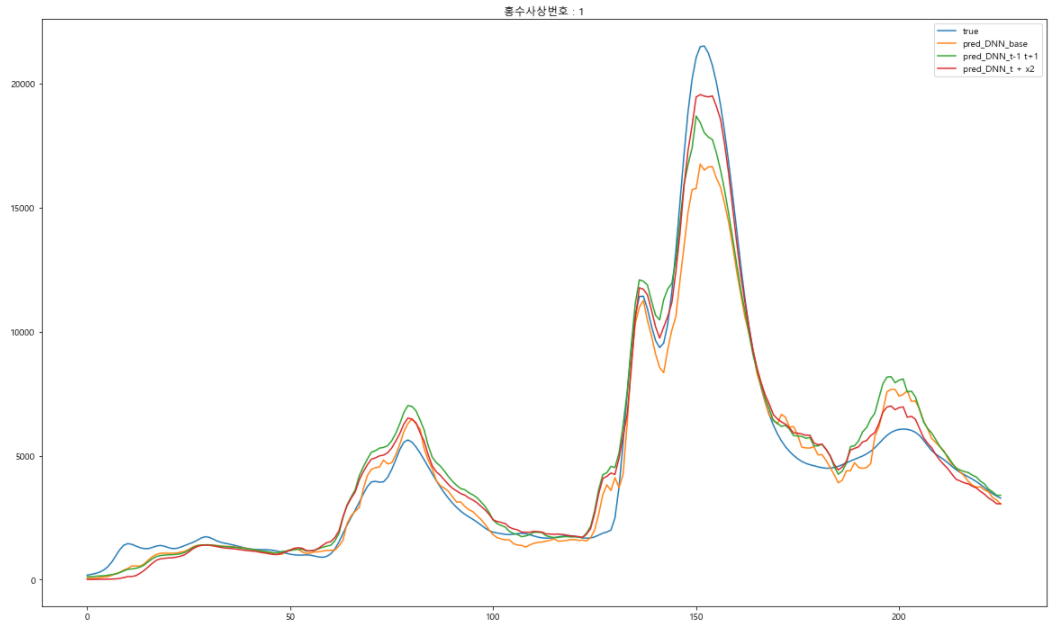 홍수사상번호 : 1
true
pred_DNN_base
pred_DNN_t-1 t+1
pred_DNN_t + x2
20000
15000
10000
5000
0
0 50 100 150 200